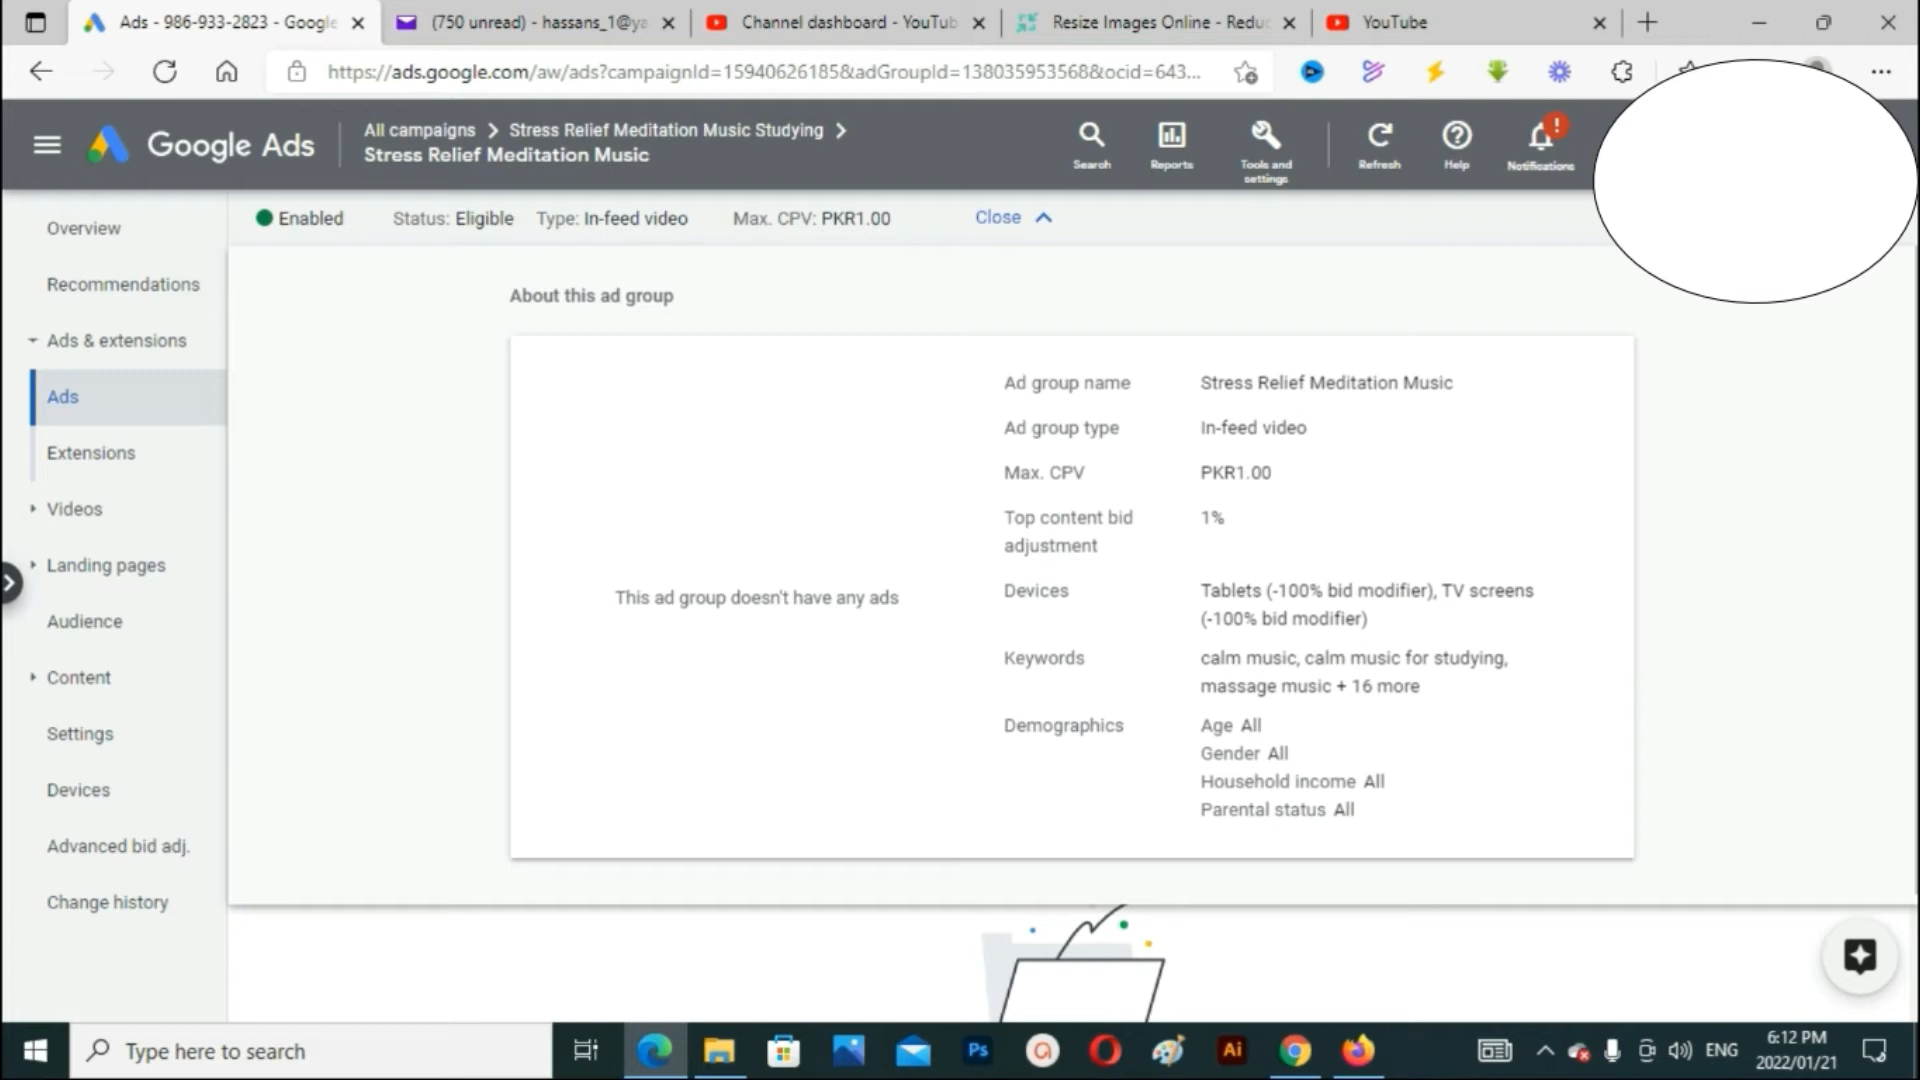 Ads - 986-933-2823 - Google
(750 unread) - hassans_1@ya
Channel dashboard - YouTub
Resize Images Online - Reduc
YouTube
https://ads.google.com/aw/ads?campaignId=15940626185&adGroupId=138035953568&ocid=643...
Google Ads
All campaigns > Stress Relief Meditation Music Studying >
Stress Relief Meditation Music
Search
Reports
Tools and settings
Refresh
Help
!
Notifications
Enabled
Status: Eligible
Type: In-feed video
Max. CPV: PKR1.00
Close
Overview
Recommendations
Ads & extensions
Ads
Extensions
Videos
Landing pages
Audience
Content
Settings
Devices
Advanced bid adj.
Change history
About this ad group
This ad group doesn't have any ads
Ad group name Stress Relief Meditation Music
Ad group type In-feed video
Max. CPV PKR1.00
Top content bid adjustment 1%
Devices Tablets (-100% bid modifier), TV screens
(-100% bid modifier)
Keywords calm music, calm music for studying,
massage music + 16 more
Demographics Age All
Gender All
Household income All
Parental status All
Type here to search
Ps
Ai
ENG
6:12 PM
2022/01/21